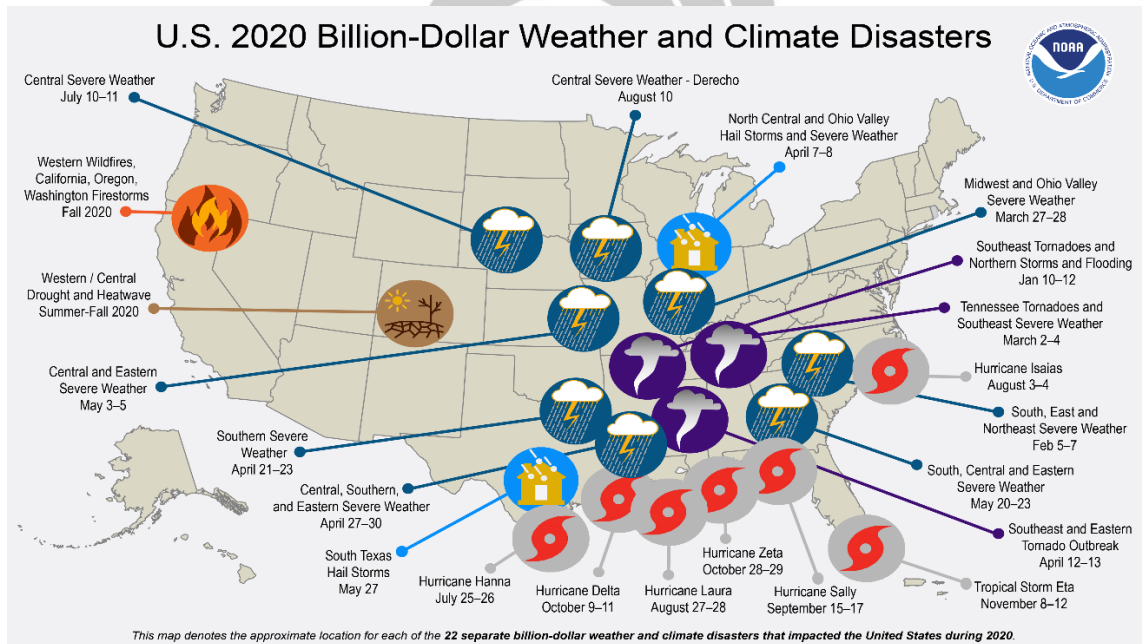 U.S. 2020 Billion-Dollar Weather and Climate Disasters
NATIONAL OCEANIC AND ATMOSPHERIC ADMINISTRATION
NOAA
U.S. DEPARTMENT OF COMMERCE
Central Severe Weather
July 10–11
Central Severe Weather - Derecho
August 10
North Central and Ohio Valley
Hail Storms and Severe Weather
April 7–8
Western Wildfires,
California, Oregon,
Washington Firestorms
Fall 2020
Midwest and Ohio Valley
Severe Weather
March 27–28
Southeast Tornadoes and
Northern Storms and Flooding
Jan 10–12
Western / Central
Drought and Heatwave
Summer-Fall 2020
Tennessee Tornadoes and
Southeast Severe Weather
March 2–4
Central and Eastern
Severe Weather
May 3–5
Hurricane Isaias
August 3–4
South, East and
Northeast Severe Weather
Feb 5–7
Southern Severe
Weather
April 21–23
South, Central and Eastern
Severe Weather
May 20–23
Central, Southern,
and Eastern Severe Weather
April 27–30
Southeast and Eastern
Tornado Outbreak
April 12–13
South Texas
Hail Storms
May 27
Hurricane Hanna
July 25–26
Hurricane Delta
October 9–11
Hurricane Laura
August 27–28
Hurricane Zeta
October 28–29
Hurricane Sally
September 15–17
Tropical Storm Eta
November 8–12
This map denotes the approximate location for each of the 22 separate billion-dollar weather and climate disasters that impacted the United States during 2020.